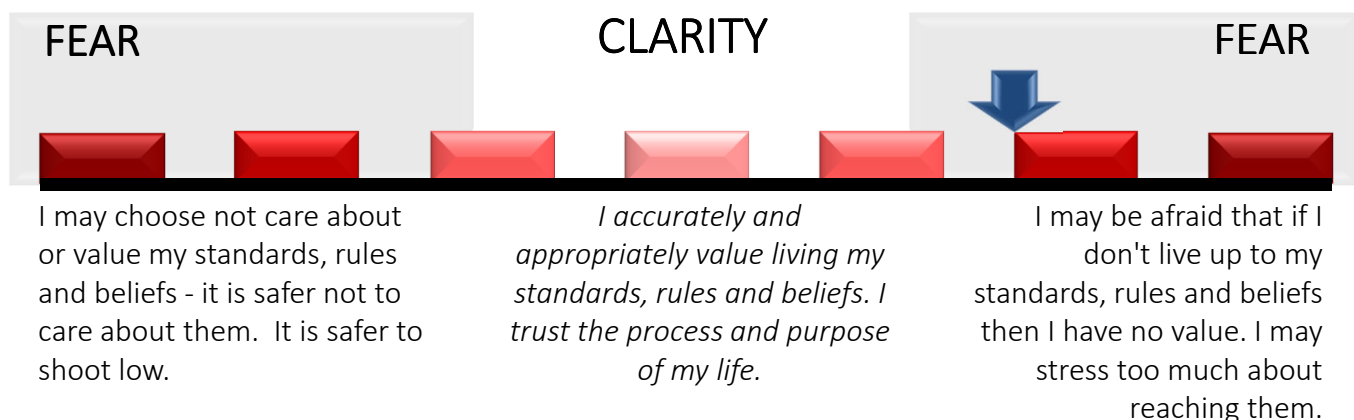 FEAR
CLARITY
FEAR
I may choose not care about
or value my standards, rules
and beliefs - it is safer not to
care about them.  It is safer to
shoot low.
I accurately and
appropriately value living my
standards, rules and beliefs. I
trust the process and purpose
of my life.
I may be afraid that if I
don't live up to my
standards, rules and beliefs
then I have no value. I may
stress too much about
reaching them.